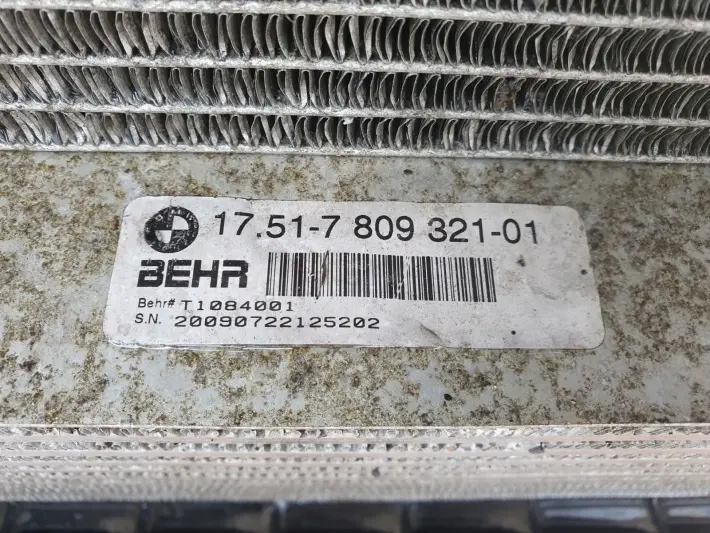 17.51-7 809 321-01
BEHR
Behr# T1084001
S.N. 20090722125202